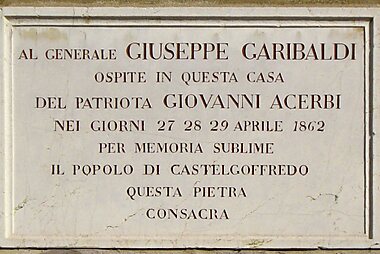 AL GENERALE GIUSEPPE GARIBALDI
OSPITE IN QUESTA CASA
DEL PATRIOTA GIOVANNI ACERBI
NEI GIORNI 27 28 29 APRILE 1862
PER MEMORIA SUBLIME
IL POPOLO DI CASTELGOFFREDO
QUESTA PIETRA
CONSACRA